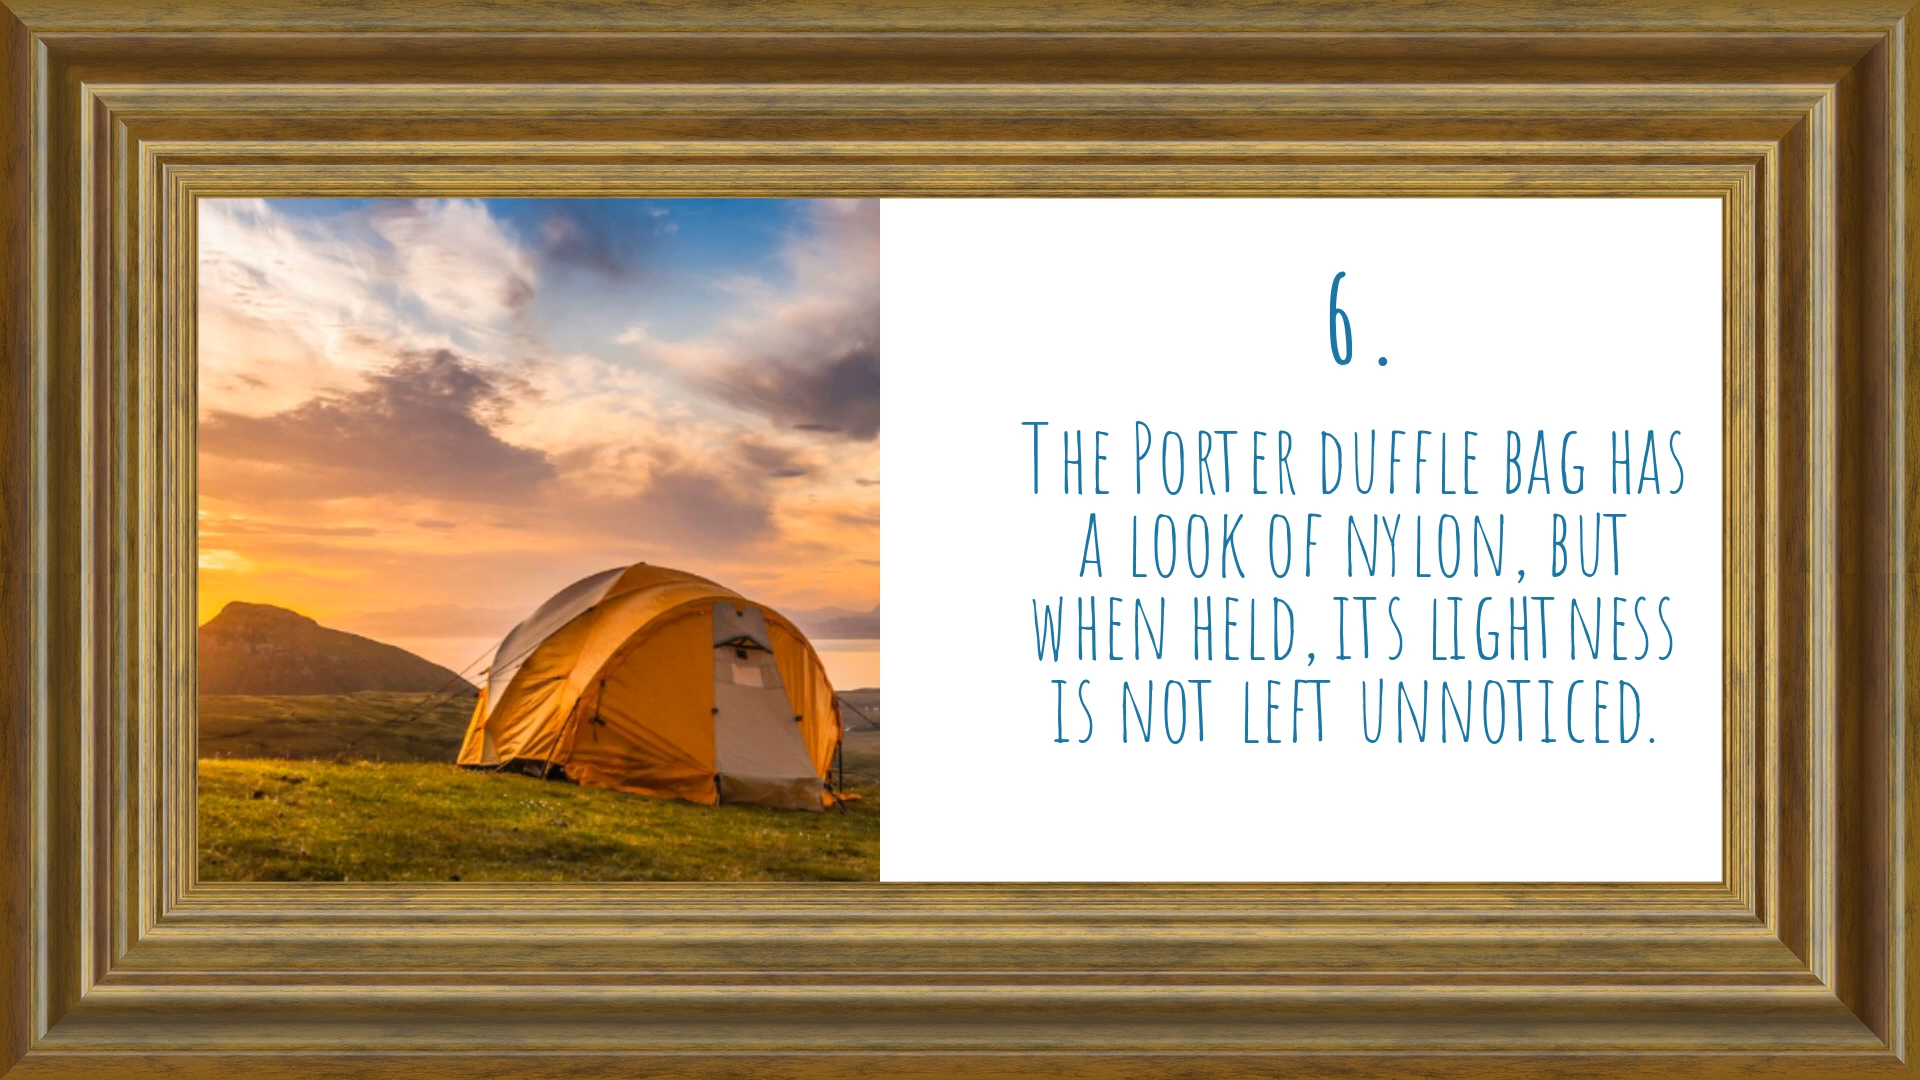 6.
The Porter duffle bag has
a look of nylon, but
when held, its lightness
is not left unnoticed.